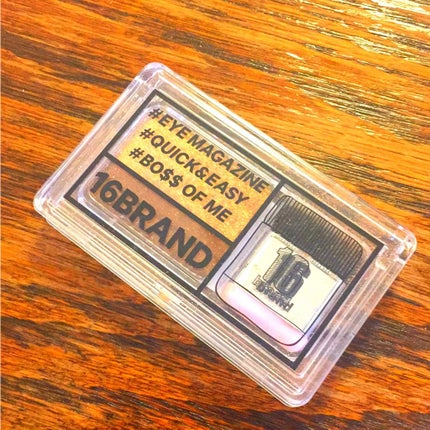 #EYE MAGAZINE
#QUICK&EASY
#BO$$ OF ME
16BRAND
16
brand